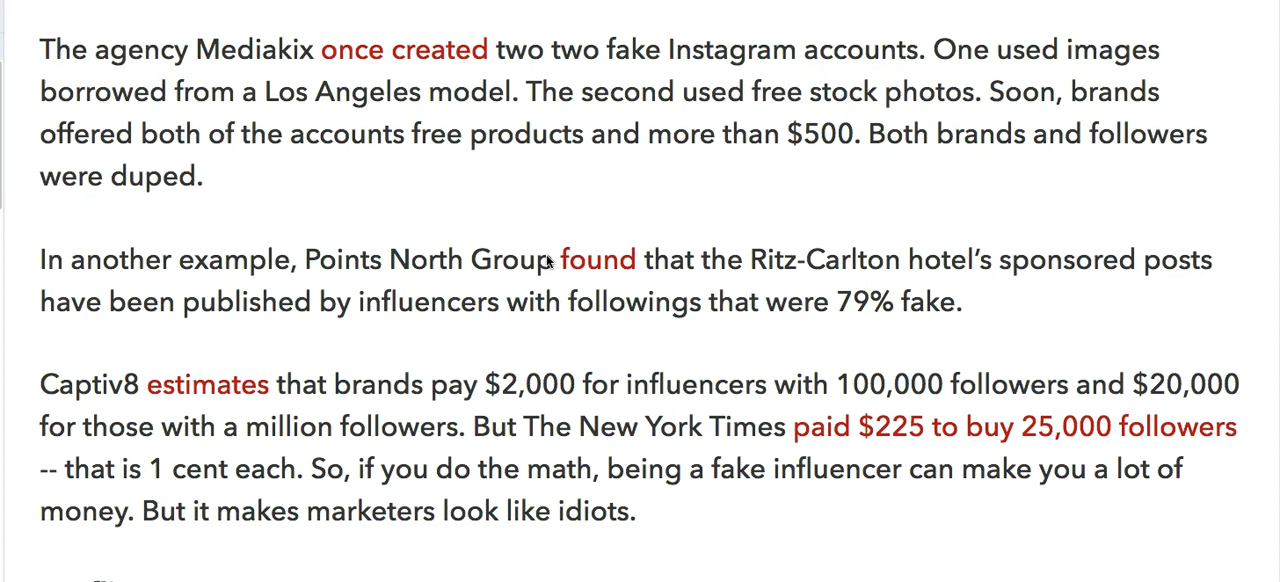 The agency Mediakix once created two two fake Instagram accounts. One used images
borrowed from a Los Angeles model. The second used free stock photos. Soon, brands
offered both of the accounts free products and more than $500. Both brands and followers
were duped.
In another example, Points North Group found that the Ritz-Carlton hotel’s sponsored posts
have been published by influencers with followings that were 79% fake.
Captiv8 estimates that brands pay $2,000 for influencers with 100,000 followers and $20,000
for those with a million followers. But The New York Times paid $225 to buy 25,000 followers
-- that is 1 cent each. So, if you do the math, being a fake influencer can make you a lot of
money. But it makes marketers look like idiots.